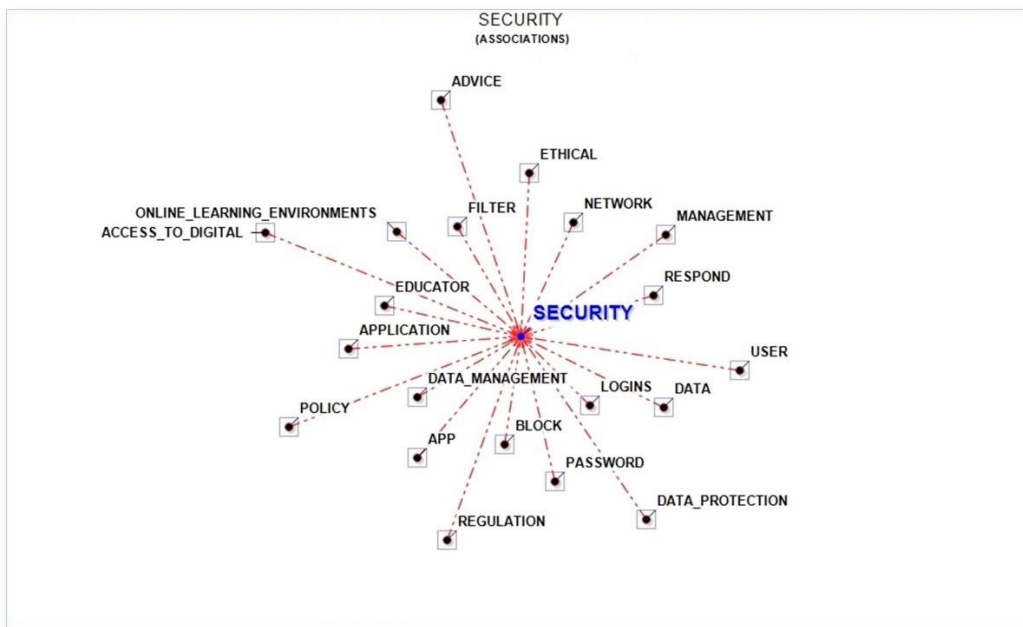 SECURITY
(ASSOCIATIONS)
ADVICE
ETHICAL
FILTER
NETWORK
ONLINE_LEARNING_ENVIRONMENTS
MANAGEMENT
ACCESS_TO_DIGITAL
RESPOND
EDUCATOR
SECURITY
APPLICATION
USER
DATA_MANAGEMENT
LOGINS
DATA
POLICY
BLOCK
APP
PASSWORD
DATA_PROTECTION
REGULATION